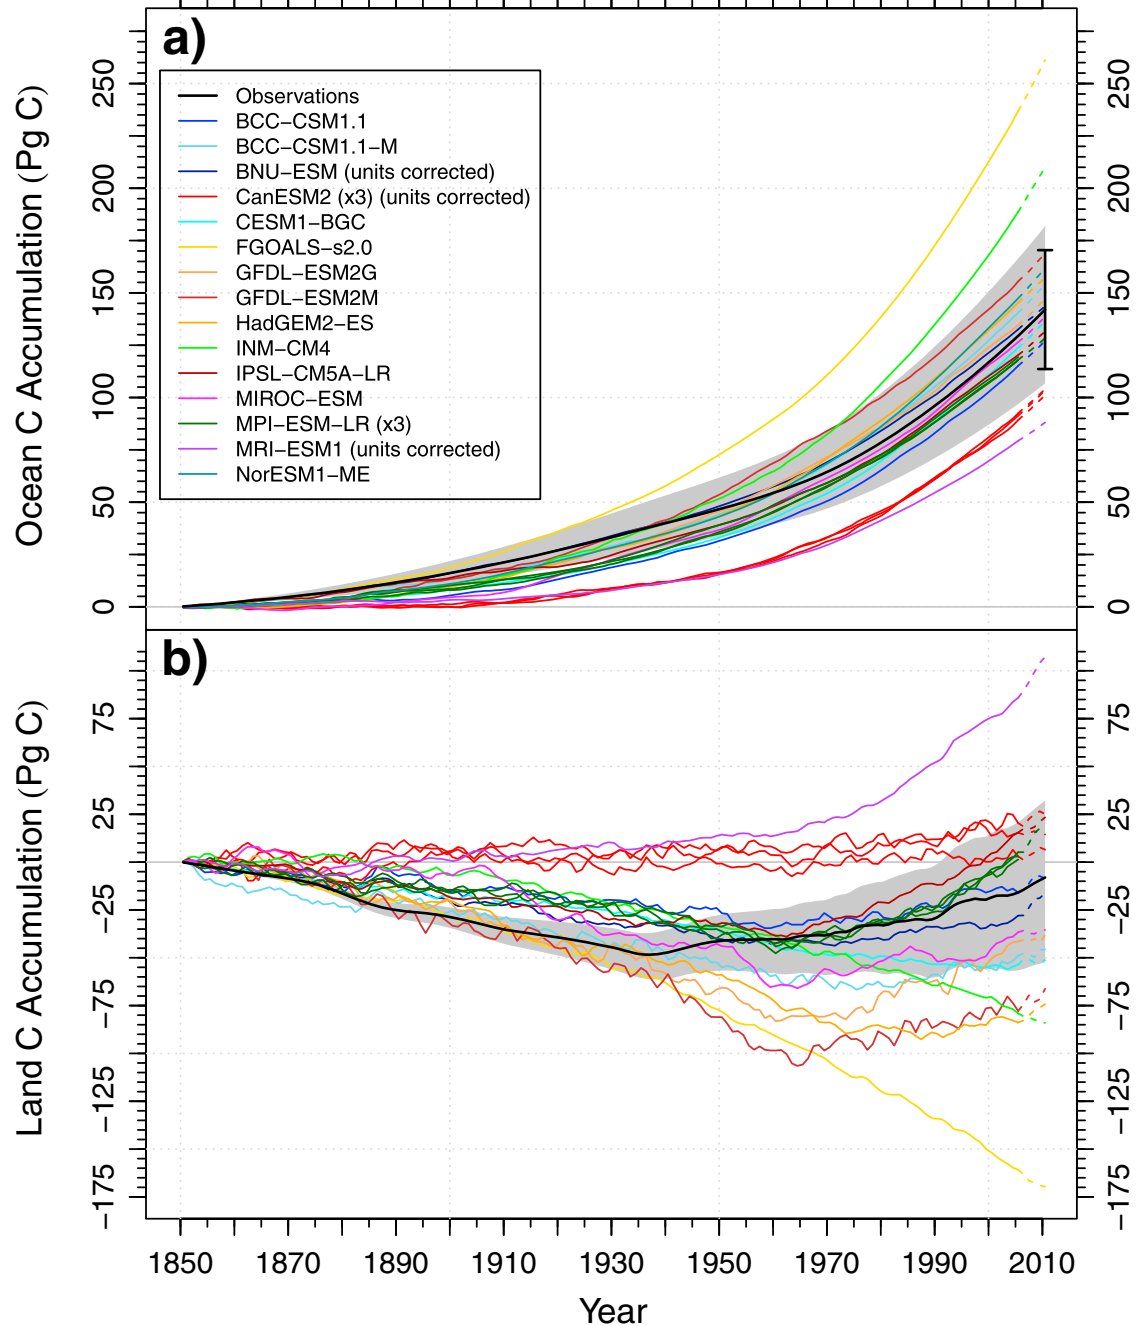 a)
Ocean C Accumulation (Pg C)
250
200
150
100
50
0
Observations
BCC−CSM1.1
BCC−CSM1.1−M
BNU−ESM (units corrected)
CanESM2 (x3) (units corrected)
CESM1−BGC
FGOALS−s2.0
GFDL−ESM2G
GFDL−ESM2M
HadGEM2−ES
INM−CM4
IPSL−CM5A−LR
MIROC−ESM
MPI−ESM−LR (x3)
MRI−ESM1 (units corrected)
NorESM1−ME
250
200
150
100
50
0
b)
Land C Accumulation (Pg C)
75
25
−25
−75
−125
−175
75
25
−25
−75
−125
−175
1850 1870 1890 1910 1930 1950 1970 1990 2010
Year